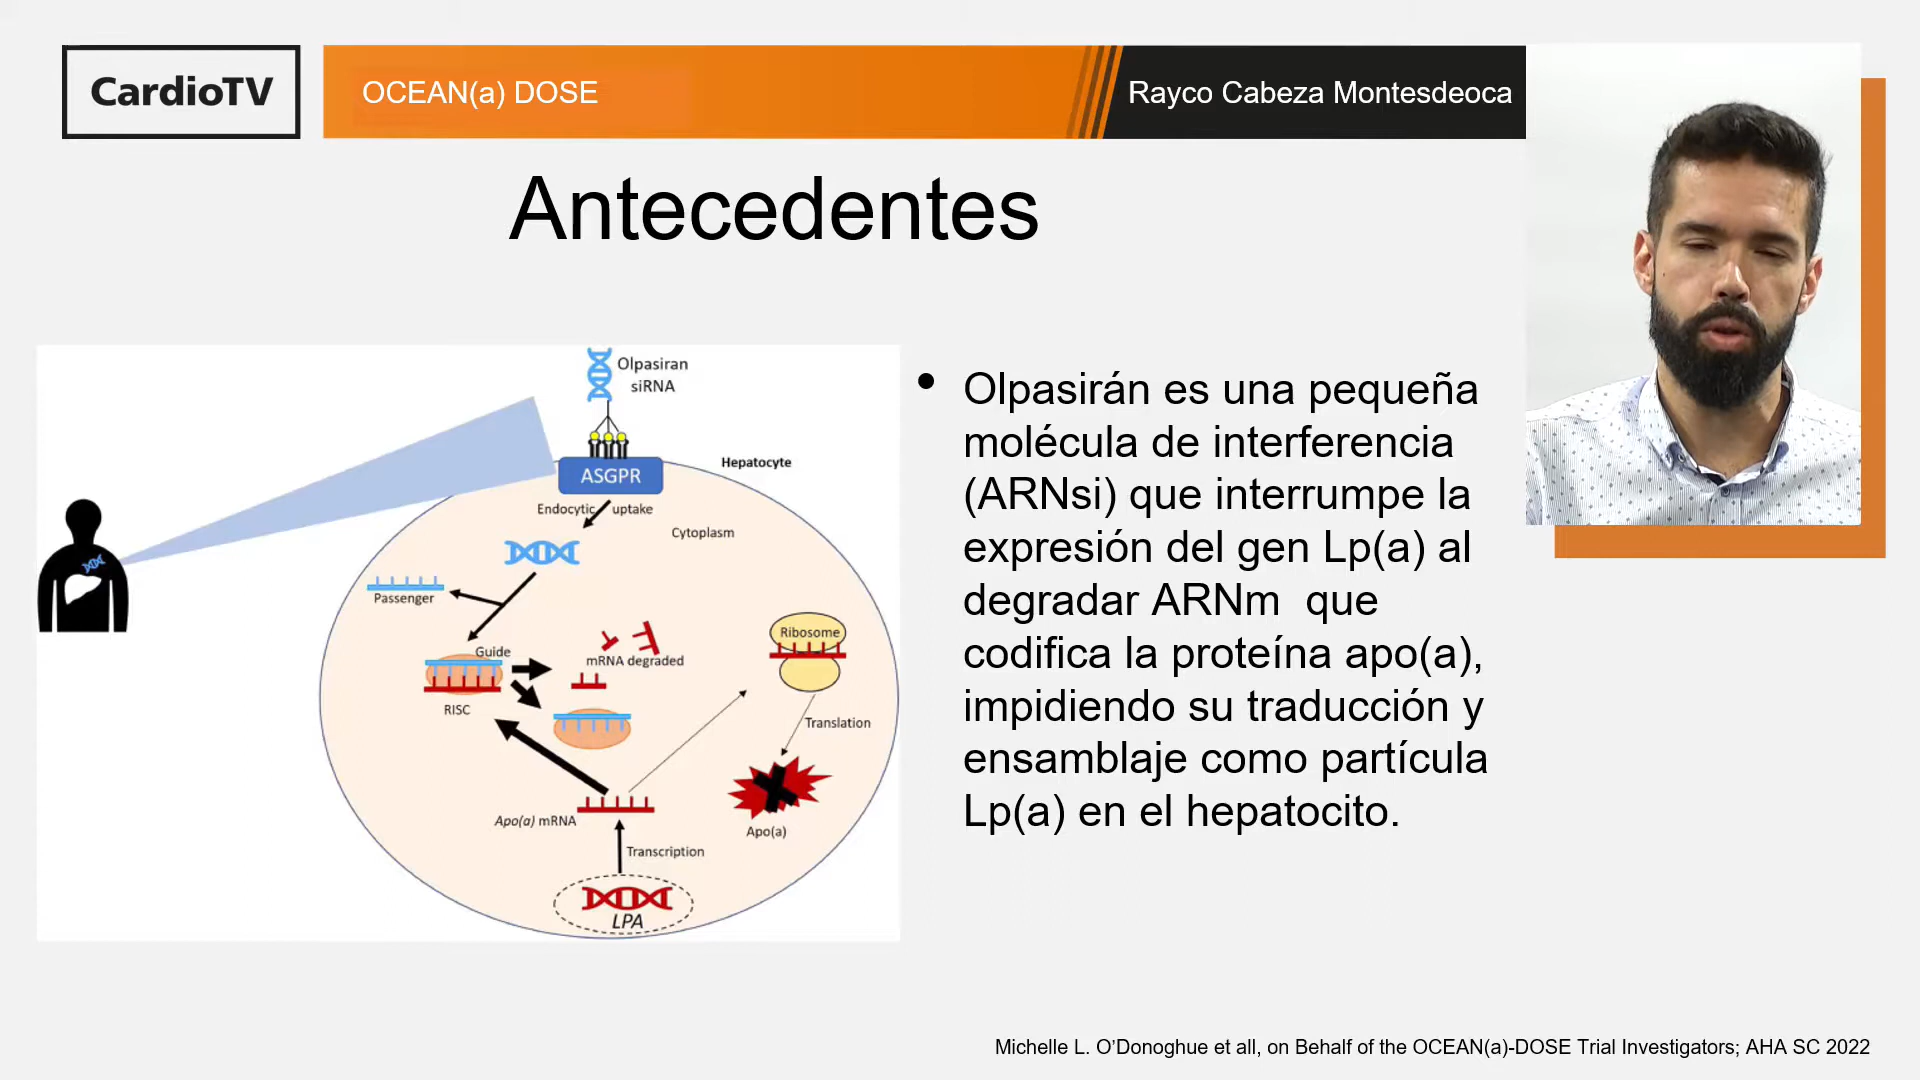 CardioTV
OCEAN(a) DOSE
Rayco Cabeza Montesdeoca
Antecedentes
Olpasiran
siRNA
ASGPR
Hepatocyte
Endocytic uptake
Cytoplasm
Passenger
Guide
RISC
mRNA degraded
Ribosome
Translation
Apo(a) mRNA
Apo(a)
Transcription
LPA
• Olpasirán es una pequeña
molécula de interferencia
(ARNsi) que interrumpe la
expresión del gen Lp(a) al
degradar ARNm  que
codifica la proteína apo(a),
impidiendo su traducción y
ensamblaje como partícula
Lp(a) en el hepatocito.
Michelle L. O’Donoghue et all, on Behalf of the OCEAN(a)-DOSE Trial Investigators; AHA SC 2022